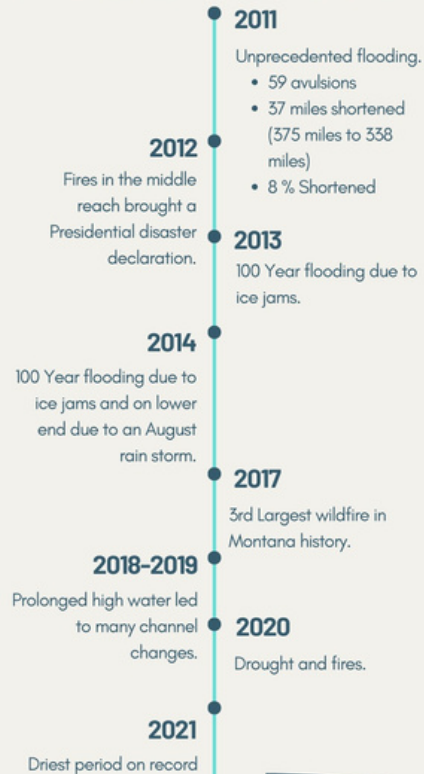 2011
Unprecedented flooding.
• 59 avulsions
• 37 miles shortened
(375 miles to 338
miles)
• 8 % Shortened
2012
Fires in the middle
reach brought a
Presidential disaster
declaration.
2013
100 Year flooding due to
ice jams.
2014
100 Year flooding due to
ice jams and on lower
end due to an August
rain storm.
2017
3rd Largest wildfire in
Montana history.
2018-2019
Prolonged high water led
to many channel
changes.
2020
Drought and fires.
2021
Driest period on record